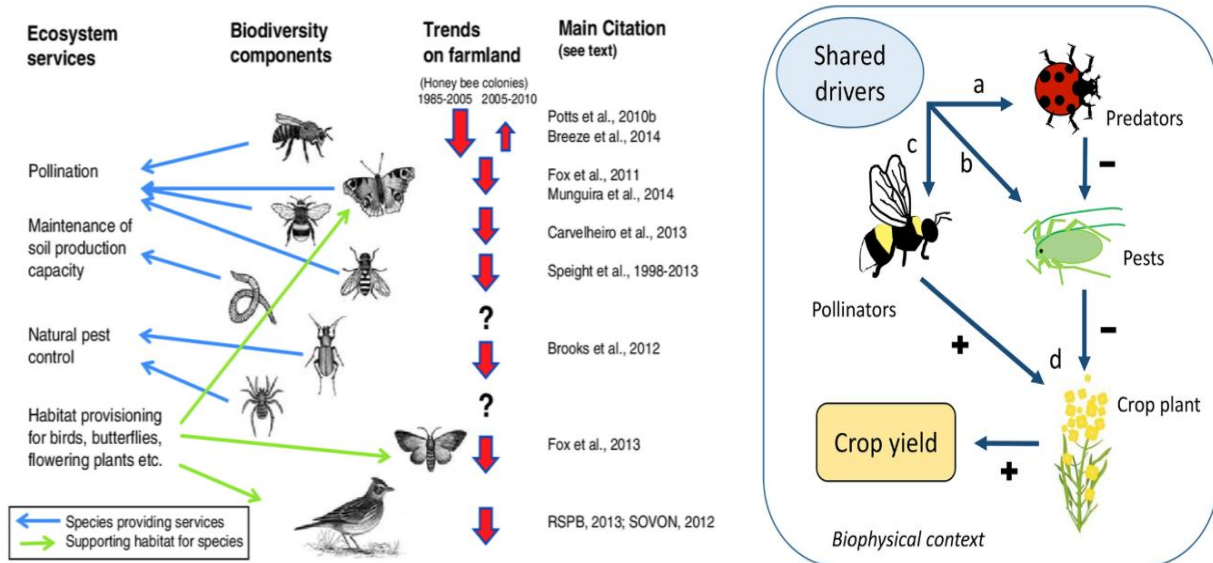 Ecosystem
services
Biodiversity
components
Trends
on farmland
(Honey bee colonies)
1985-2005 2005-2010
Main Citation
(see text)
Potts et al., 2010b
Breeze et al., 2014
Pollination
Fox et al., 2011
Munguira et al., 2014
Maintenance of
soil production
capacity
Carvelheiro et al., 2013
Speight et al., 1998-2013
?
Natural pest
control
Brooks et al., 2012
?
Habitat provisioning
for birds, butterflies,
flowering plants etc.
Fox et al., 2013
RSPB, 2013; SOVON, 2012
Species providing services
Supporting habitat for species
Shared
drivers
a
Predators
c
b
–
Pollinators
Pests
+
–
d
Crop plant
Crop yield
+
Biophysical context